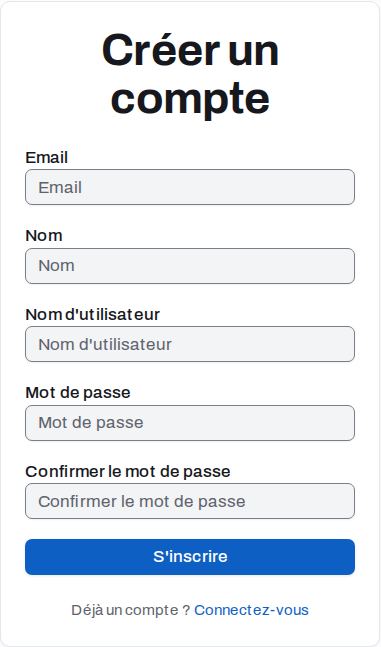 Créer un
compte
Email
Email
Nom
Nom
Nom d'utilisateur
Nom d'utilisateur
Mot de passe
Mot de passe
Confirmer le mot de passe
Confirmer le mot de passe
S'inscrire
Déjà un compte ? Connectez-vous